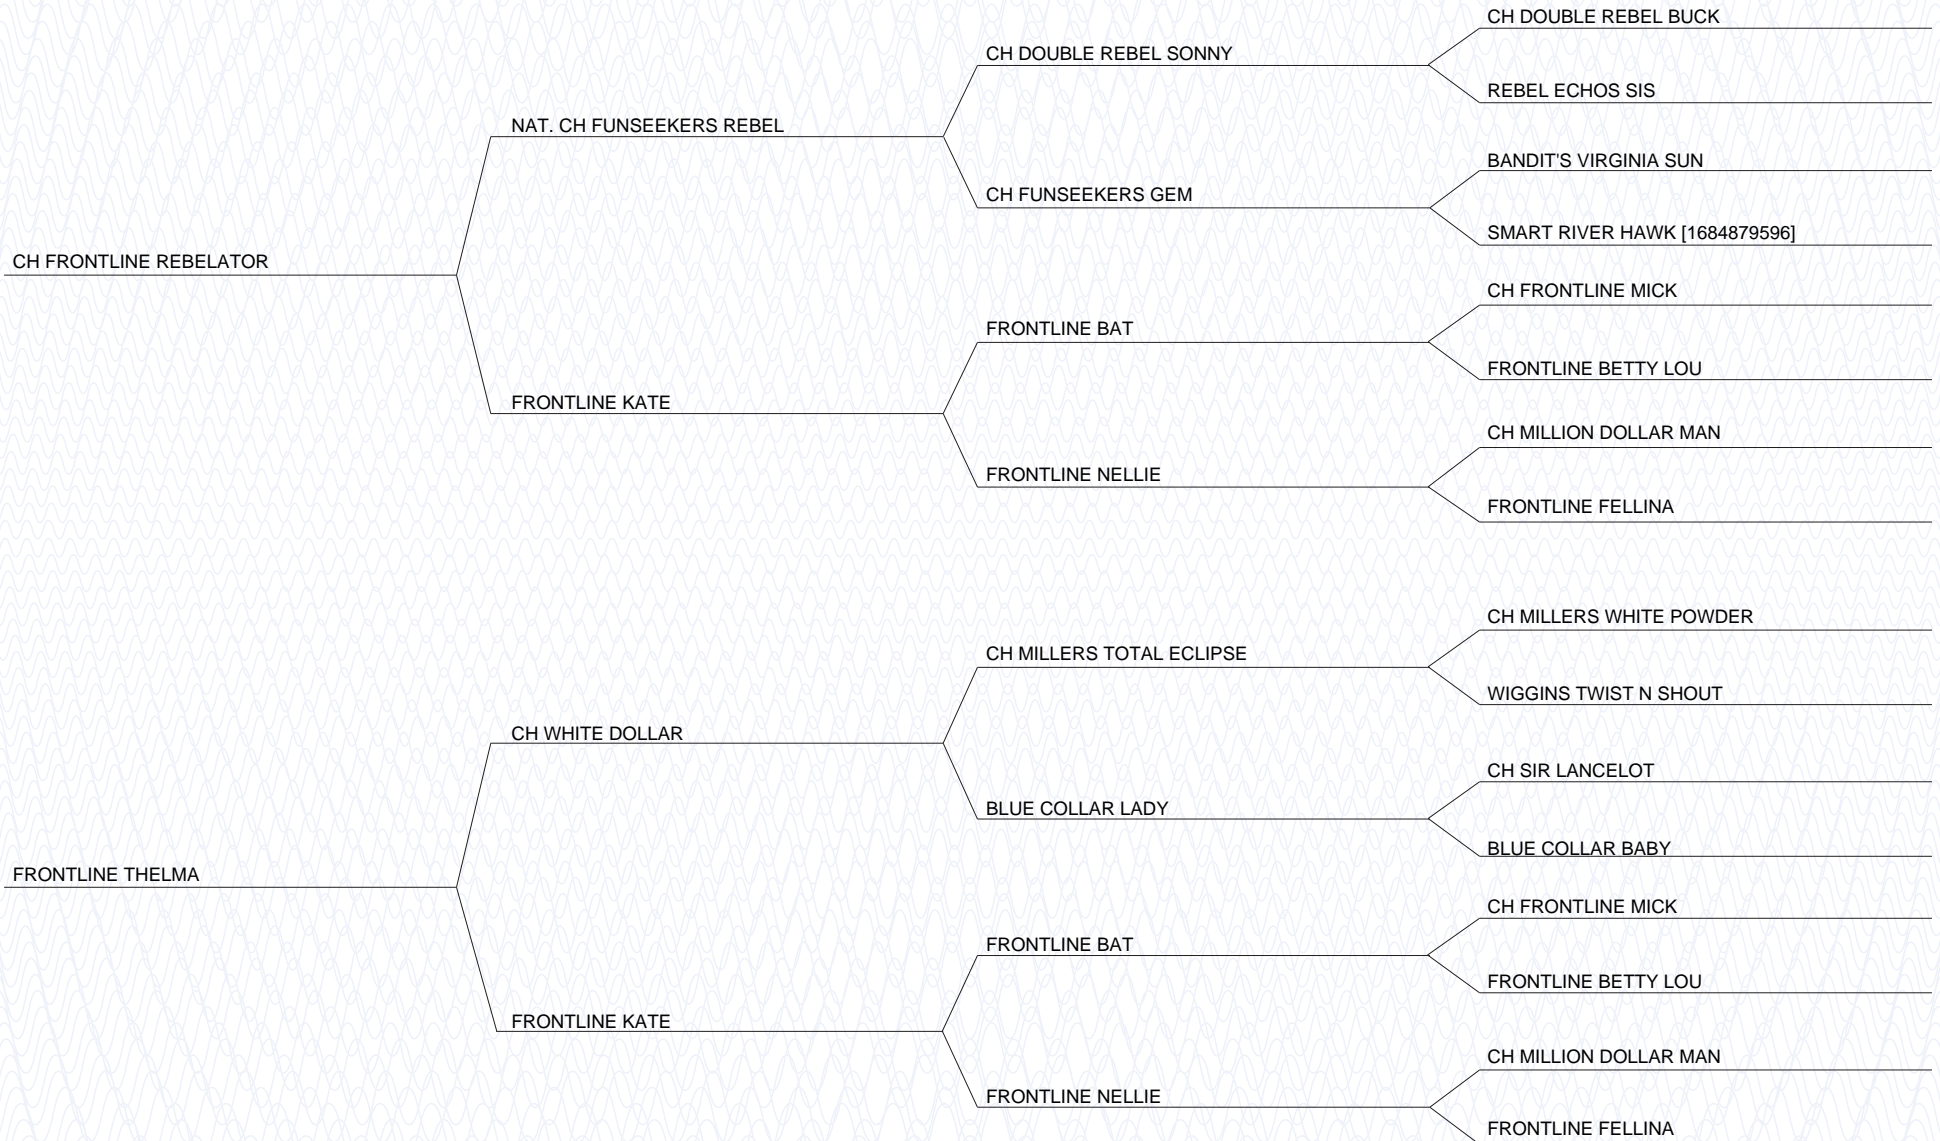 CH DOUBLE REBEL BUCK
CH DOUBLE REBEL SONNY
REBEL ECHOS SIS
NAT. CH FUNSEEKERS REBEL
BANDIT'S VIRGINIA SUN
CH FUNSEEKERS GEM
SMART RIVER HAWK [1684879596]
CH FRONTLINE REBELATOR
CH FRONTLINE MICK
FRONTLINE BAT
FRONTLINE BETTY LOU
FRONTLINE KATE
CH MILLION DOLLAR MAN
FRONTLINE NELLIE
FRONTLINE FELLINA
CH MILLERS WHITE POWDER
CH MILLERS TOTAL ECLIPSE
WIGGINS TWIST N SHOUT
CH WHITE DOLLAR
CH SIR LANCELOT
BLUE COLLAR LADY
BLUE COLLAR BABY
FRONTLINE THELMA
CH FRONTLINE MICK
FRONTLINE BAT
FRONTLINE BETTY LOU
FRONTLINE KATE
CH MILLION DOLLAR MAN
FRONTLINE NELLIE
FRONTLINE FELLINA